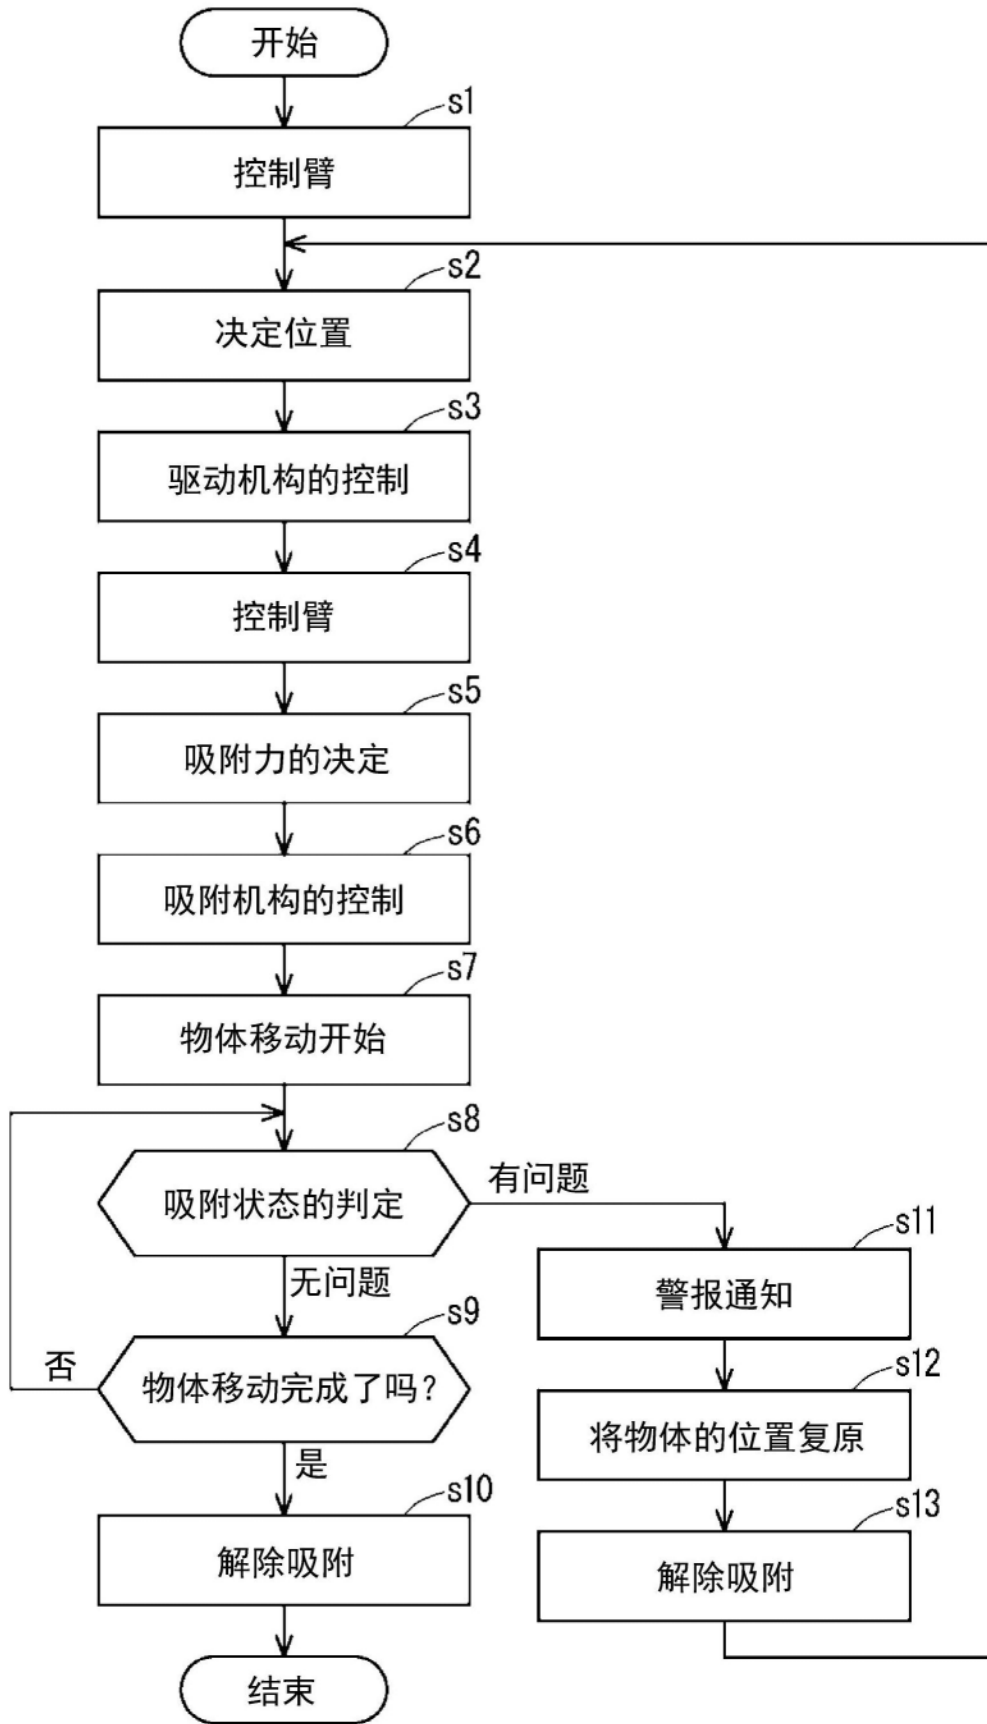 开始
s1
控制臂
s2
决定位置
s3
驱动机构的控制
s4
控制臂
s5
吸附力的决定
s6
吸附机构的控制
s7
物体移动开始
s8
吸附状态的判定
有问题
无问题
s9
物体移动完成了吗？
否
是
s10
解除吸附
结束
s11
警报通知
s12
将物体的位置复原
s13
解除吸附